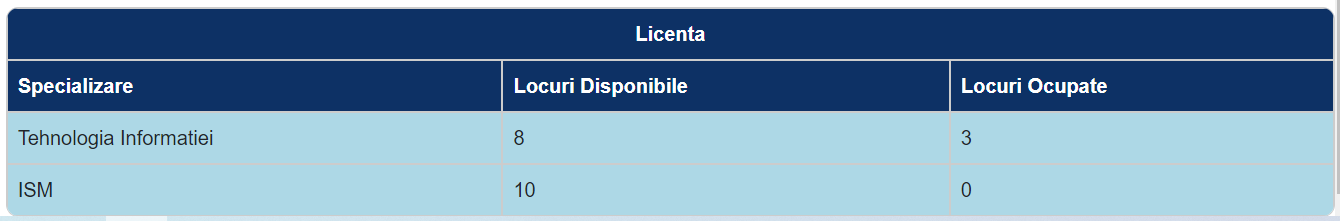 Licenta
Specializare Locuri Disponibile Locuri Ocupate
Tehnologia Informatiei 8 3
ISM 10 0